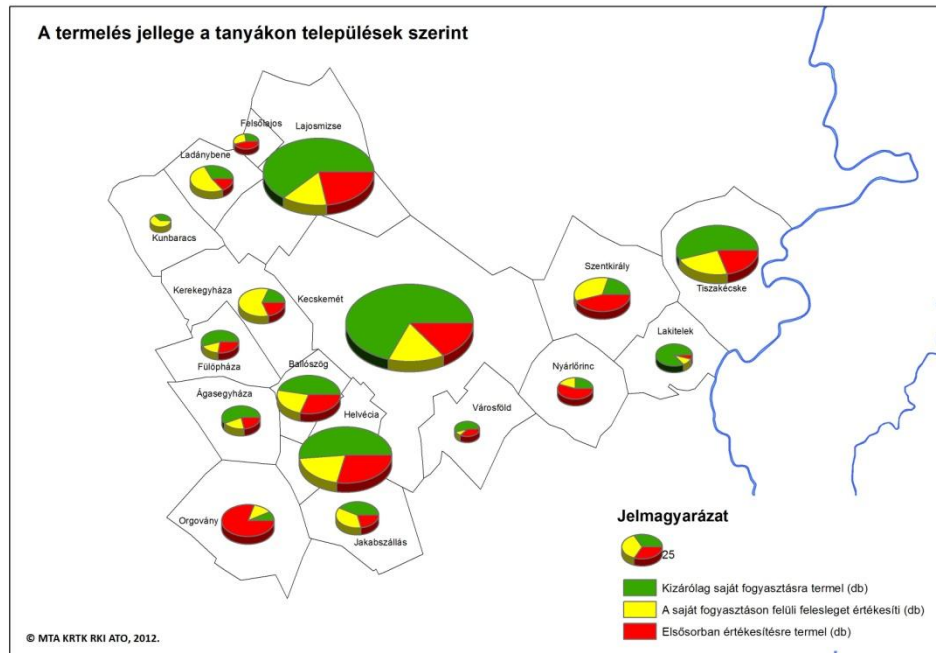 A termelés jellege a tanyákon települések szerint
Felsőlajos
Lajosmizse
Ladánybene
Kunbaracs
Kerekegyháza
Kecskemét
Szentkirály
Tiszakécske
Lakitelek
Fülöpháza
Ballószög
Nyárlőrinc
Ágasegyháza
Helvécia
Városföld
Orgovány
Jakabszállás
Jelmagyarázat
25
Kizárólag saját fogyasztásra termel (db)
A saját fogyasztáson felüli felesleget értékesíti (db)
Elsősorban értékesítésre termel (db)
© MTA KRTK RKI ATO, 2012.